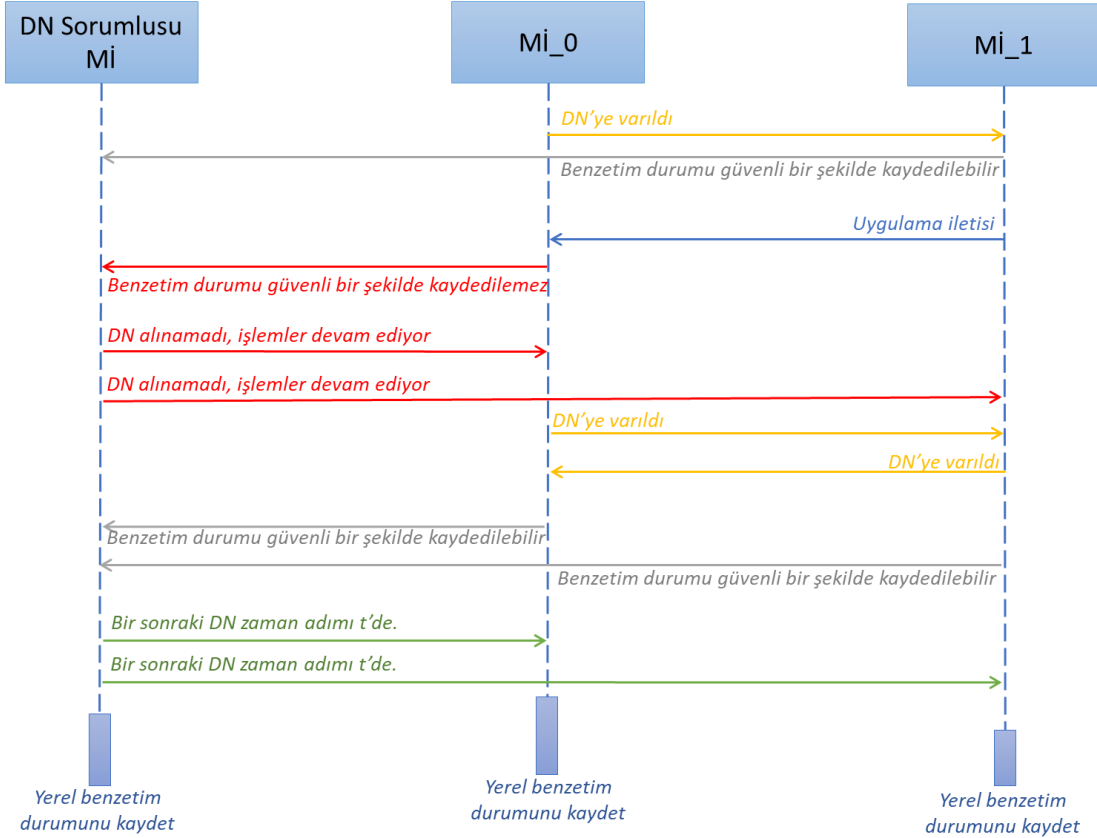 DN Sorumlusu
Mİ
Mİ_0
Mİ_1
DN’ye varıldı
Benzetim durumu güvenli bir şekilde kaydedilebilir
Uygulama iletisi
Benzetim durumu güvenli bir şekilde kaydedilemez
DN alınamadı, işlemler devam ediyor
DN alınamadı, işlemler devam ediyor
DN’ye varıldı
DN’ye varıldı
Benzetim durumu güvenli bir şekilde kaydedilebilir
Benzetim durumu güvenli bir şekilde kaydedilebilir
Bir sonraki DN zaman adımı t’de.
Bir sonraki DN zaman adımı t’de.
Yerel benzetim
durumunu kaydet
Yerel benzetim
durumunu kaydet
Yerel benzetim
durumunu kaydet